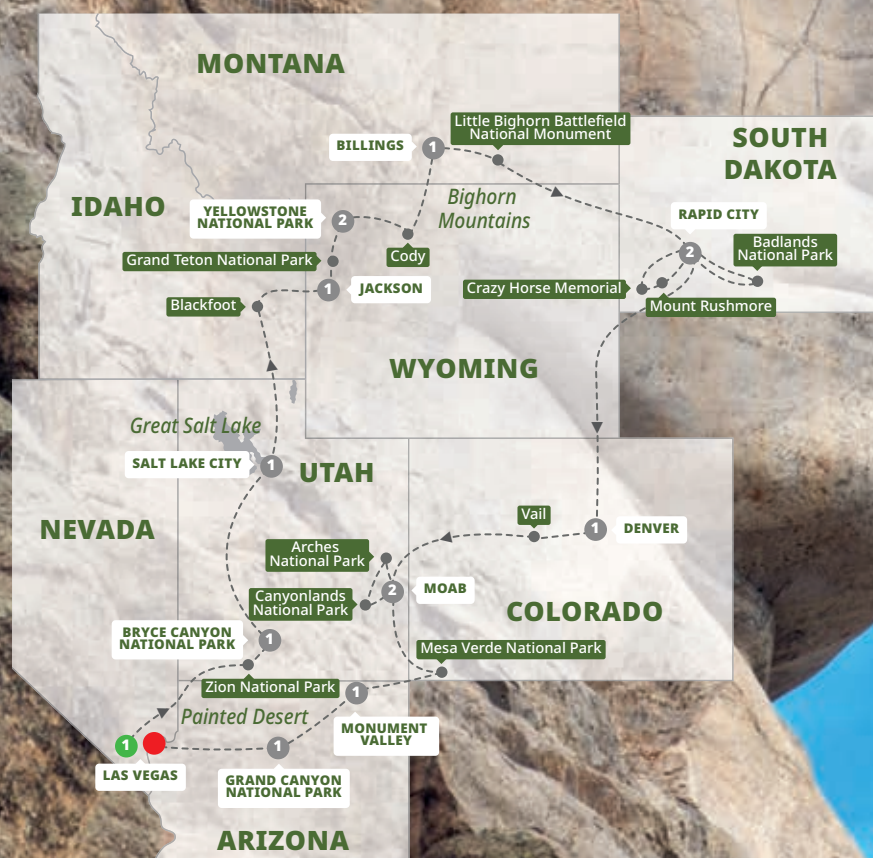 MONTANA
Little Bighorn Battlefield
National Monument
BILLINGS
1
SOUTH
DAKOTA
IDAHO
YELLOWSTONE
NATIONAL PARK
2
Bighorn
Mountains
RAPID CITY
2
Badlands
National Park
Grand Teton National Park
Cody
1
JACKSON
Crazy Horse Memorial
Blackfoot
Mount Rushmore
WYOMING
Great Salt Lake
SALT LAKE CITY
1
UTAH
NEVADA
Vail
1
DENVER
Arches
National Park
2
MOAB
Canyonlands
National Park
COLORADO
BRYCE CANYON
NATIONAL PARK
1
Mesa Verde National Park
Zion National Park
1
Painted Desert
MONUMENT
VALLEY
1
LAS VEGAS
1
GRAND CANYON
NATIONAL PARK
ARIZONA